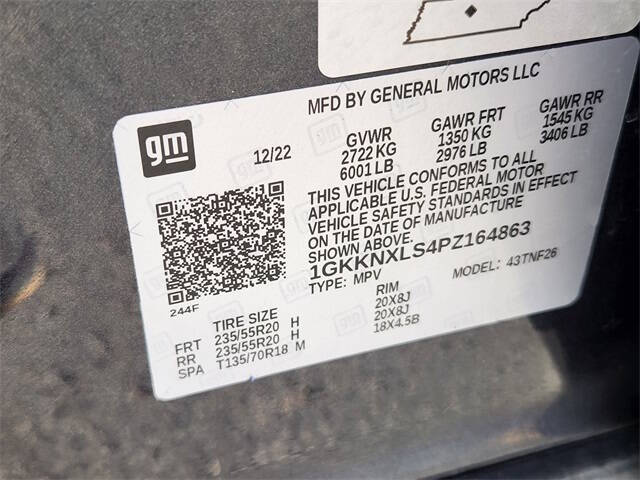 MFD BY GENERAL MOTORS LLC
gm
12/22
GVWR GAWR FRT GAWR RR
2722 KG 1350 KG 1545 KG
6001 LB 2976 LB 3406 LB
THIS VEHICLE CONFORMS TO ALL
APPLICABLE U.S. FEDERAL MOTOR
VEHICLE SAFETY STANDARDS IN EFFECT
ON THE DATE OF MANUFACTURE
SHOWN ABOVE.
1GKKNXLS4PZ164863
TYPE: MPV MODEL: 43TNF26
244F
TIRE SIZE RIM
FRT 235/55R20 H 20X8J
RR 235/55R20 H 20X8J
SPA T135/70R18 M 18X4.5B